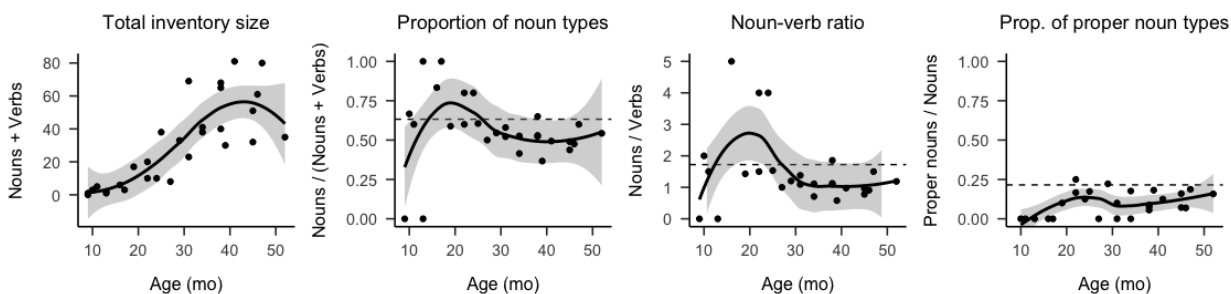 Total inventory size
Nouns + Verbs
80
60
40
20
0
10 20 30 40 50
Age (mo)
Proportion of noun types
Nouns / (Nouns + Verbs)
1.00
0.75
0.50
0.25
0.00
10 20 30 40 50
Age (mo)
Noun-verb ratio
Nouns / Verbs
5
4
3
2
1
0
10 20 30 40 50
Age (mo)
Prop. of proper noun types
Proper nouns / Nouns
1.00
0.75
0.50
0.25
0.00
10 20 30 40 50
Age (mo)